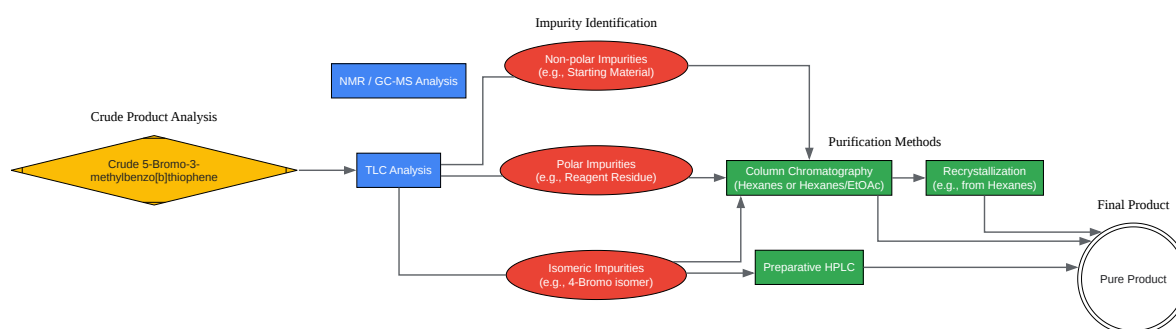 Impurity Identification
Non-polar Impurities
(e.g., Starting Material)
NMR / GC-MS Analysis
Crude Product Analysis
Crude 5-Bromo-3-
methylbenzo[b]thiophene
TLC Analysis
Polar Impurities
(e.g., Reagent Residue)
Purification Methods
Column Chromatography
(Hexanes or Hexanes/EtOAc)
Recrystallization
(e.g., from Hexanes)
Isomeric Impurities
(e.g., 4-Bromo isomer)
Preparative HPLC
Final Product
Pure Product